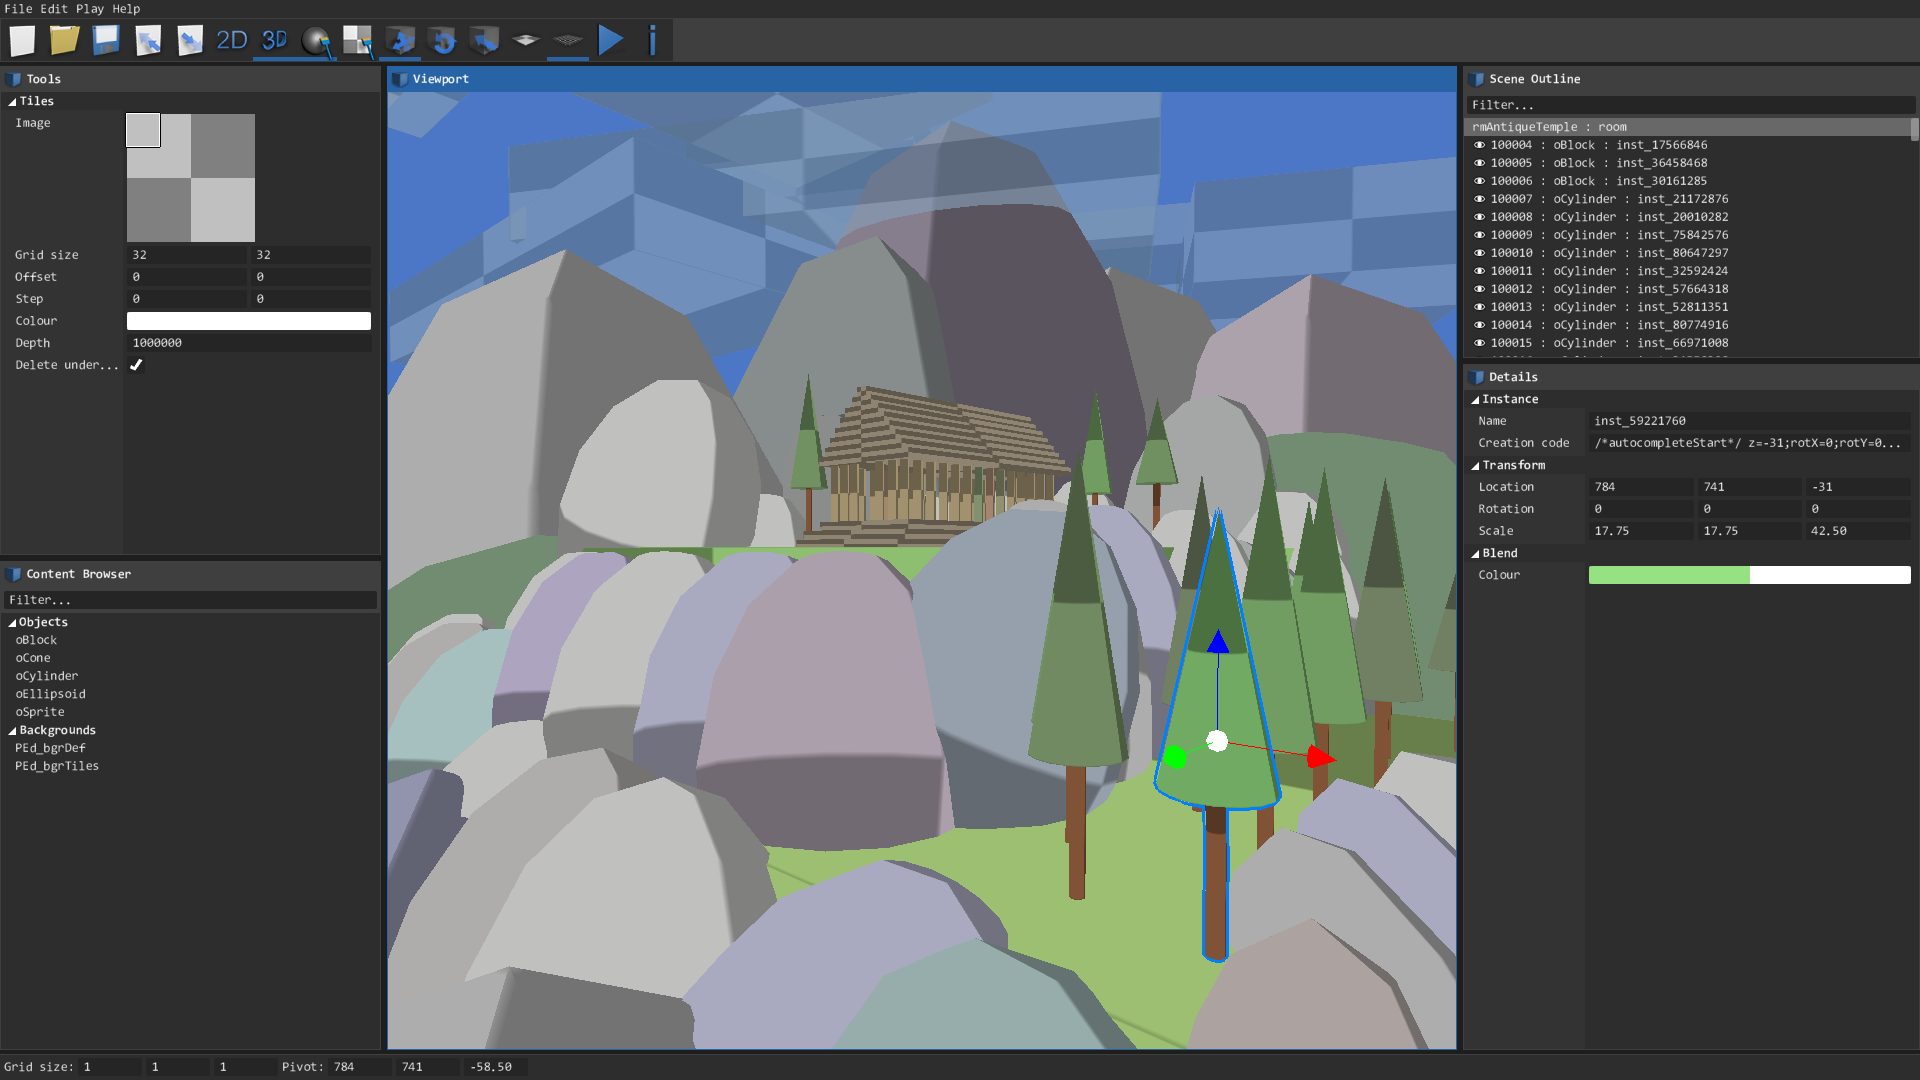 File Edit Play Help
2D 3D
Tools
Tiles
Image
Grid size 32 32
Offset 0 0
Step 0 0
Colour
Depth 1000000
Delete under...
Content Browser
Filter...
Objects
oBlock
oCone
oCylinder
oEllipsoid
oSprite
Backgrounds
PEd_bgrDef
PEd_bgrTiles
Viewport
Scene Outline
Filter...
rmAntiqueTemple : room
100004 : oBlock : inst_17566846
100005 : oBlock : inst_36458468
100006 : oBlock : inst_30161285
100007 : oCylinder : inst_21172876
100008 : oCylinder : inst_20010282
100009 : oCylinder : inst_75842576
100010 : oCylinder : inst_80647297
100011 : oCylinder : inst_32592424
100012 : oCylinder : inst_57664318
100013 : oCylinder : inst_52811351
100014 : oCylinder : inst_80774916
100015 : oCylinder : inst_66971008
Details
Instance
Name inst_59221760
Creation code /*autocompleteStart*/ z=-31;rotX=0;rotY=0...
Transform
Location 784 741 -31
Rotation 0 0 0
Scale 17.75 17.75 42.50
Blend
Colour
Grid size: 1 1 1 Pivot: 784 741 -58.50